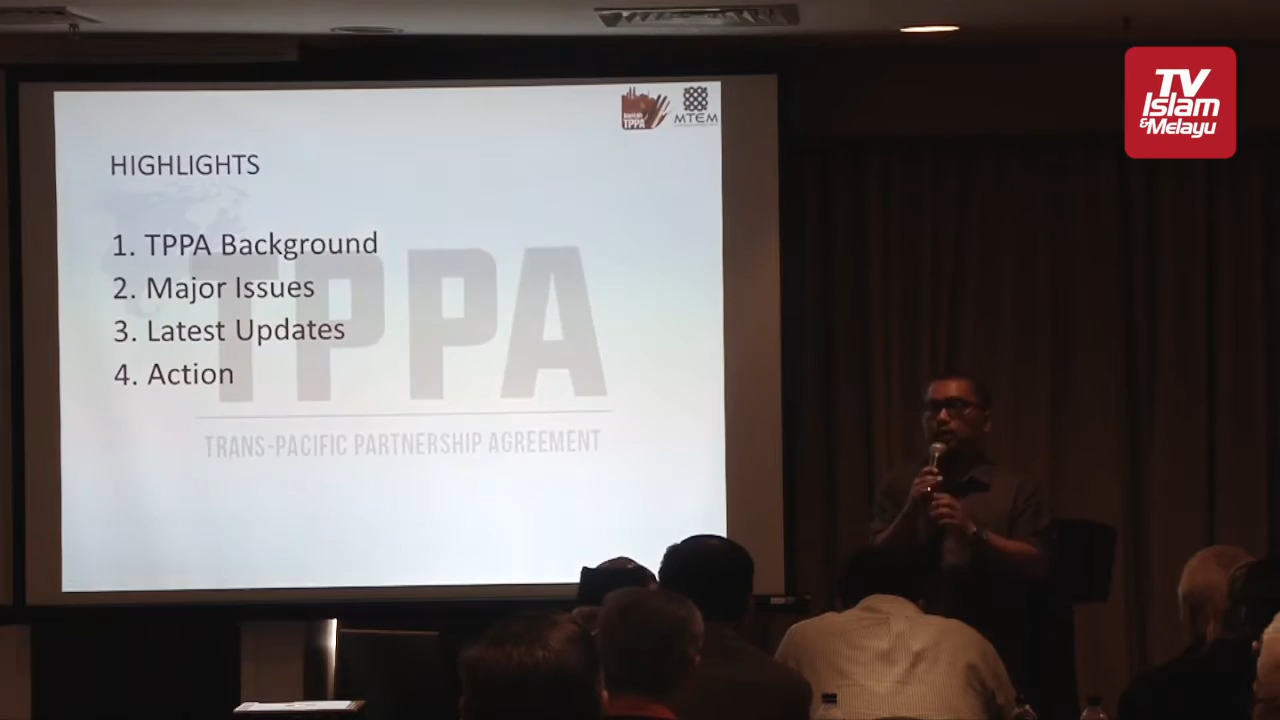 TPPA
MTEM
TV
Islam
&Melayu
HIGHLIGHTS
1. TPPA Background
2. Major Issues
3. Latest Updates
4. Action
TPPA
TRANS-PACIFIC PARTNERSHIP AGREEMENT